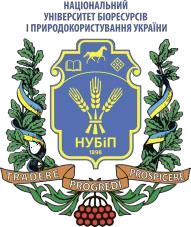 НАЦІОНАЛЬНИЙ
УНІВЕРСИТЕТ БІОРЕСУРСІВ
І ПРИРОДОКОРИСТУВАННЯ УКРАЇНИ
НУБіП
1898
TRADERE
PROGREDI
PROSPICERE